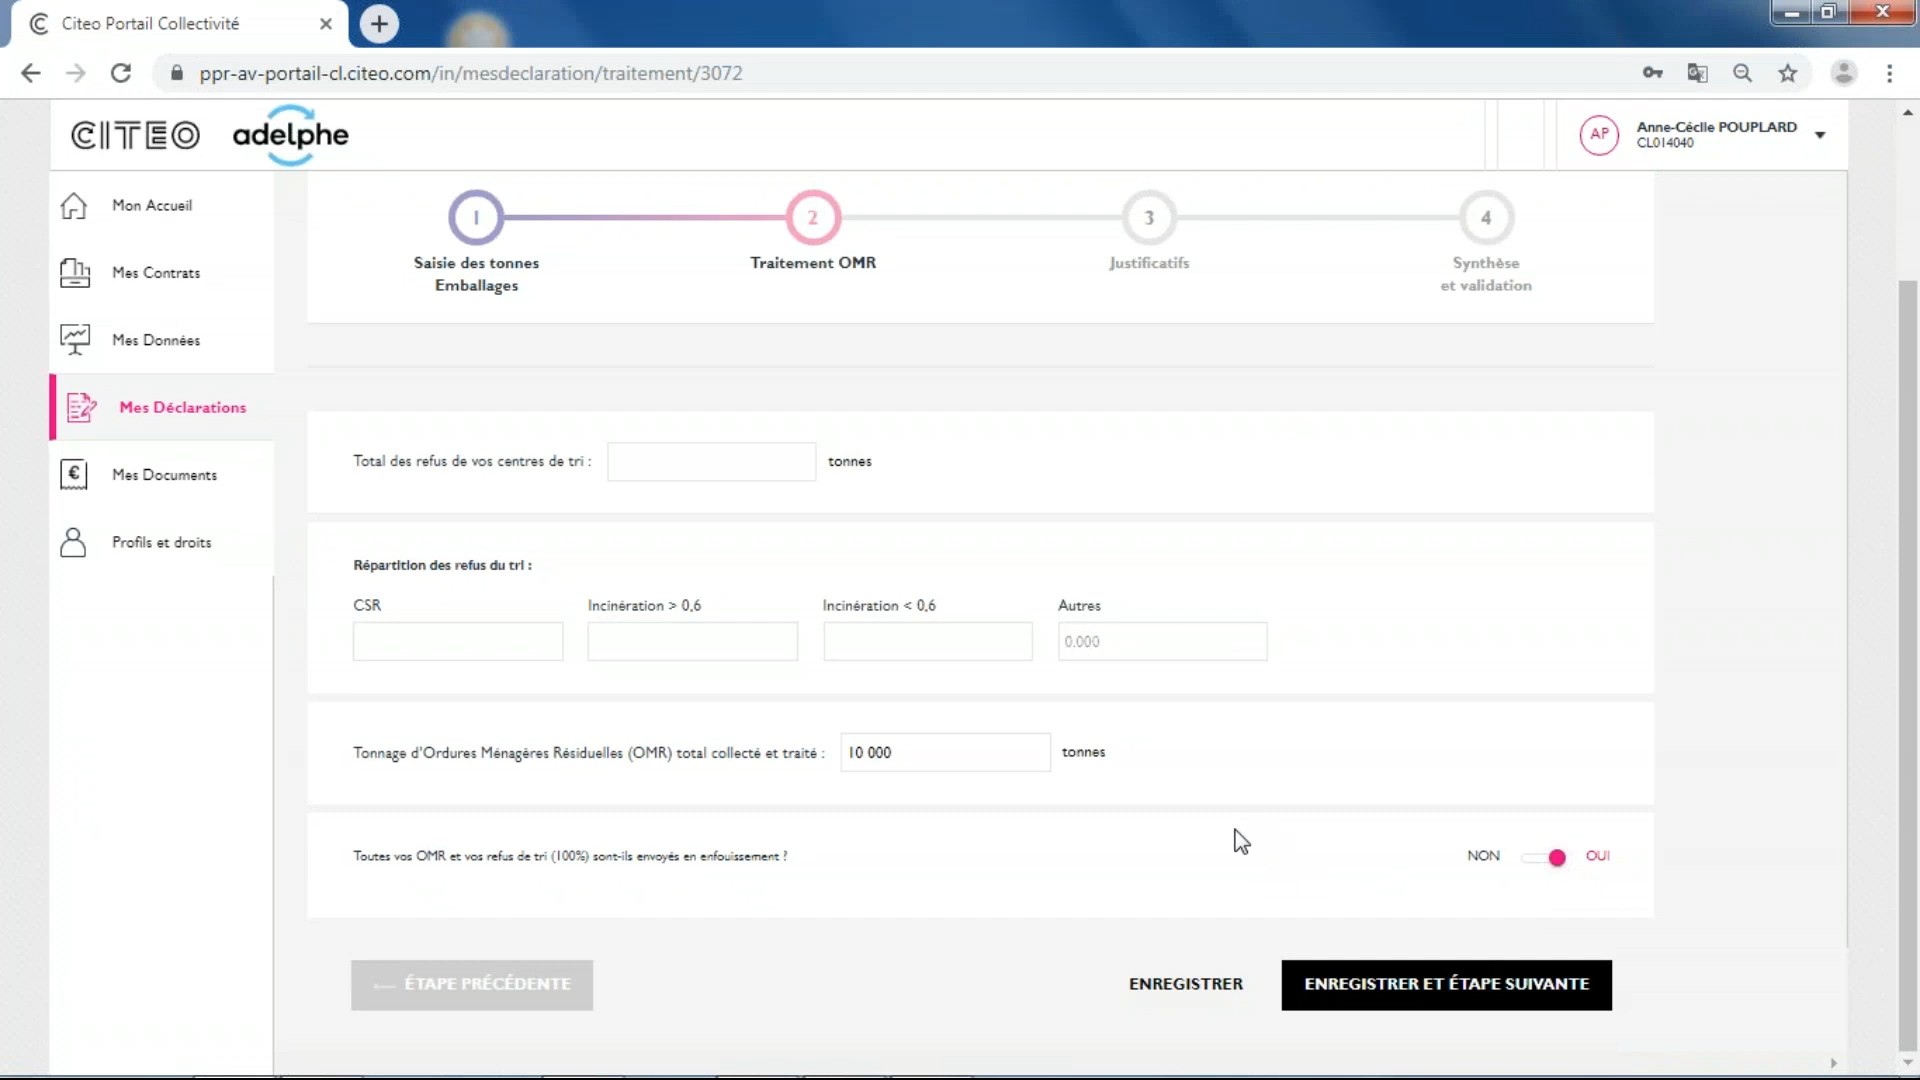 Citeo Portail Collectivité
ppr-av-portail-cl.citeo.com/in/mesdeclaration/traitement/3072
CITEO
adelphe
AP
Anne-Cécile POUPLARD
CL014040
Mon Accueil
Mes Contrats
Mes Données
Mes Déclarations
Mes Documents
Profils et droits
1
2
3
4
Saisie des tonnes
Emballages
Traitement OMR
Justificatifs
Synthèse
et validation
Total des refus de vos centres de tri :
tonnes
Répartition des refus du tri :
CSR
Incinération > 0,6
Incinération < 0,6
Autres
0.000
Tonnage d'Ordures Ménagères Résiduelles (OMR) total collecté et traité :
10 000
tonnes
Toutes vos OMR et vos refus de tri (100%) sont-ils envoyés en enfouissement ?
NON
OUI
ÉTAPE PRÉCÉDENTE
ENREGISTRER
ENREGISTRER ET ÉTAPE SUIVANTE